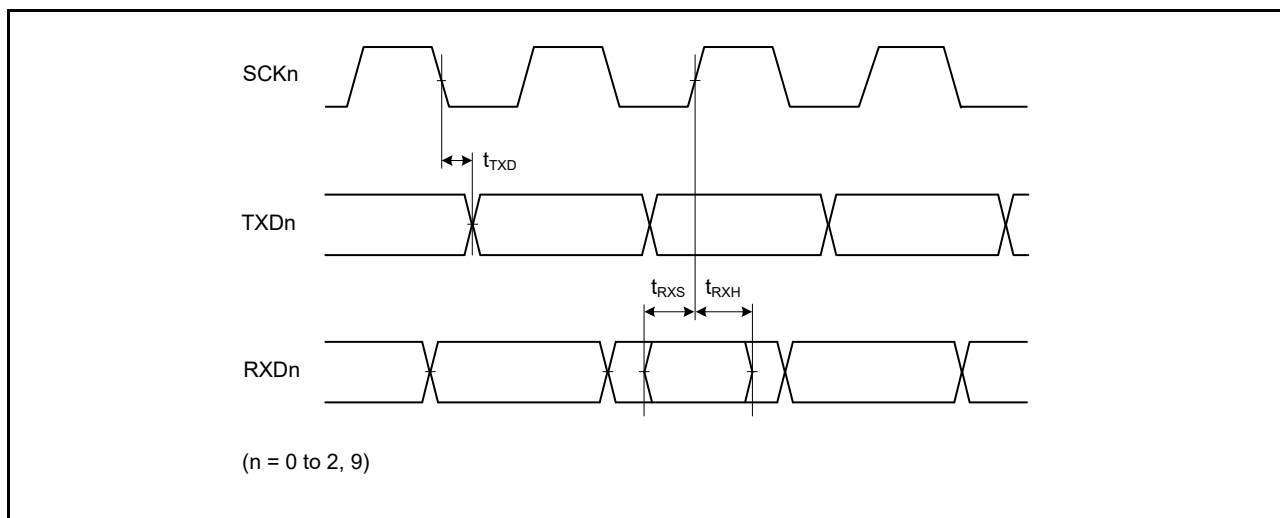 SCKn
tTXD
TXDn
tRXS tRXH
RXDn
(n = 0 to 2, 9)